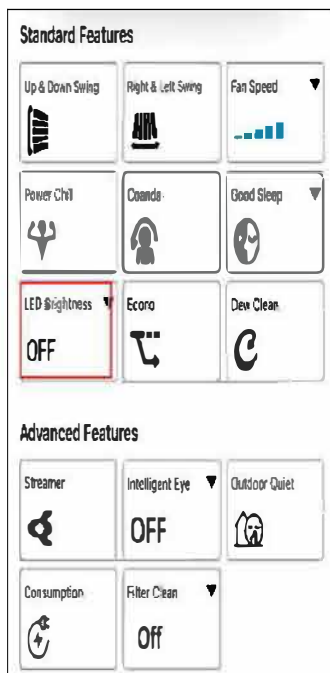 Standard Features
Up & Down Swing
Right & Left Swing
Fan Speed
Power Chill
Coanda
Good Sleep
LED Brightness
OFF
Econo
Dew Clean
Advanced Features
Streamer
Intelligent Eye
OFF
Outdoor Quiet
Consumption
Filter Clean
Off